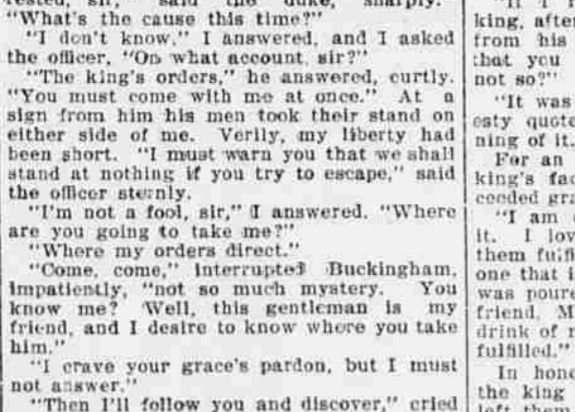 rested, sir," said the duke, sharply.
"What's the cause this time?"
"I don't know," I answered, and I asked
the officer, "On what account, sir?"
"The king's orders," he answered, curtly.
"You must come with me at once." At a
sign from him his men took their stand on
either side of me. Verily, my liberty had
been short. "I must warn you that we shall
stand at nothing if you try to escape," said
the officer sternly.
"I'm not a fool, sir," I answered. "Where
are you going to take me?"
"Where my orders direct."
"Come, come," interrupted Buckingham,
impatiently, "not so much mystery. You
know me? Well, this gentleman is my
friend, and I desire to know where you take
him."
"I crave your grace's pardon, but I must
not answer."
"Then I'll follow you and discover," cried
king, after
from his
that you
not so?"
"It was
esty quote
ning of it.
For an
king's fac
ceeded gra
"I am
it. I lov
them fulfi
one that i
was poure
friend, M
drink of r
fulfilled."
In hono
the king
left them